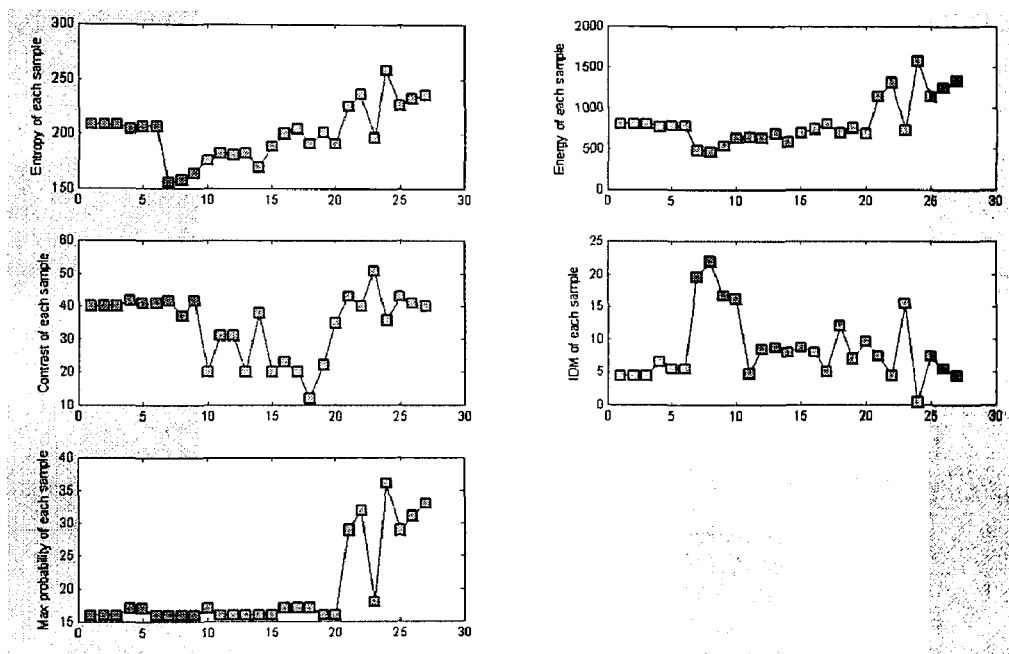 300
250
200
150
Entropy of each sample
0 5 10 15 20 25 30
2000
1500
1000
500
0
Energy of each sample
0 5 10 15 20 25 30
60
50
40
30
20
10
Contrast of each sample
0 5 10 15 20 25 30
25
20
15
10
5
0
IDM of each sample
0 5 10 15 20 25 30
40
35
30
25
20
15
Max probability of each sample
0 5 10 15 20 25 30